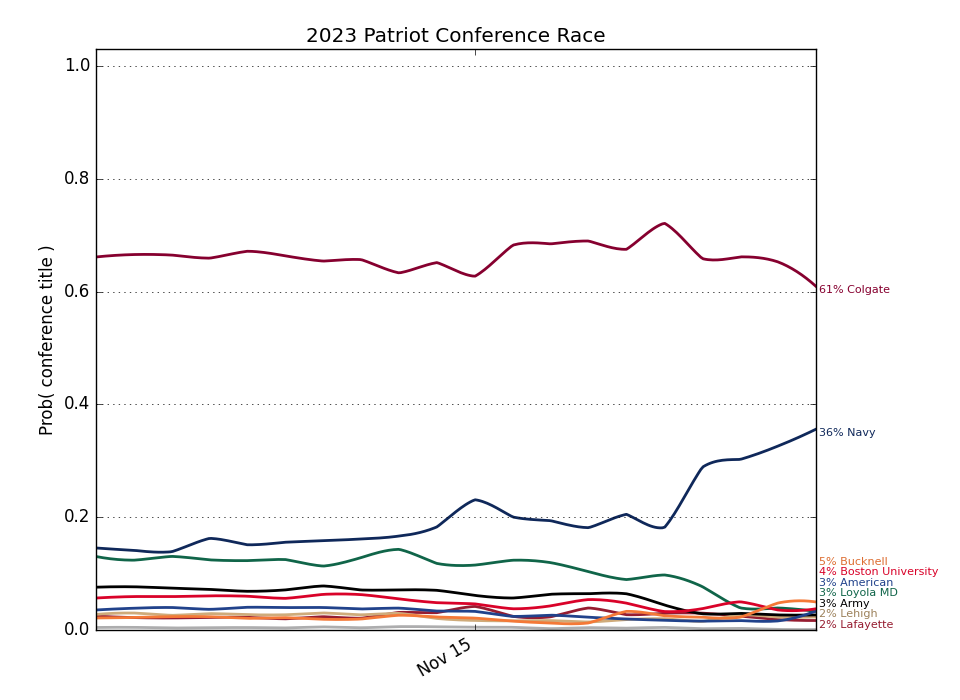 2023 Patriot Conference Race
1.0
0.8
0.6
0.4
0.2
0.0
Prob( conference title )
Nov 15
61% Colgate
36% Navy
5% Bucknell
4% Boston University
3% American
3% Loyola MD
3% Army
2% Lehigh
2% Lafayette